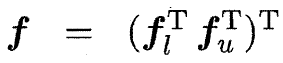 f = (f_l^T f_u^T)^T